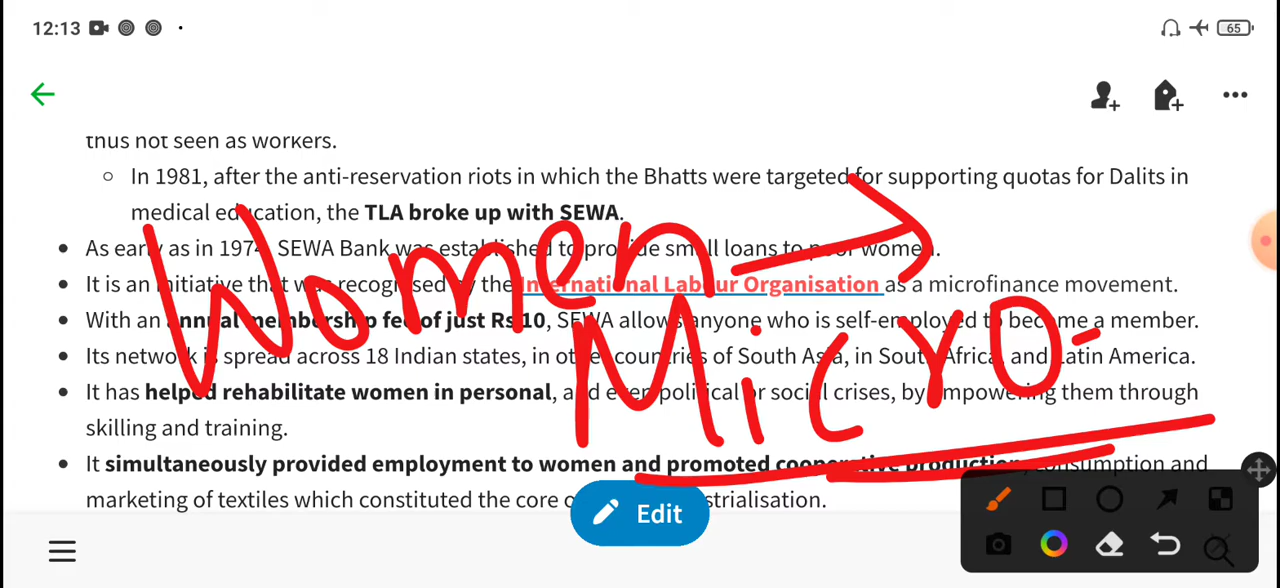 12:13 65
thus not seen as workers.
In 1981, after the anti-reservation riots in which the Bhatts were targeted for supporting quotas for Dalits in
medical education, the TLA broke up with SEWA.
As early as in 1974, SEWA Bank was established to provide small loans to poor women.
It is an initiative that was recognised by the International Labour Organisation as a microfinance movement.
With an annual membership fee of just Rs 10, SEWA allows anyone who is self-employed to become a member.
Its network is spread across 18 Indian states, in other countries of South Asia, in South Africa, and Latin America.
It has helped rehabilitate women in personal, and even political or social crises, by empowering them through
skilling and training.
It simultaneously provided employment to women and promoted cooperative production, consumption and
marketing of textiles which constituted the core industrialisation.
Women →
Micro-
Edit